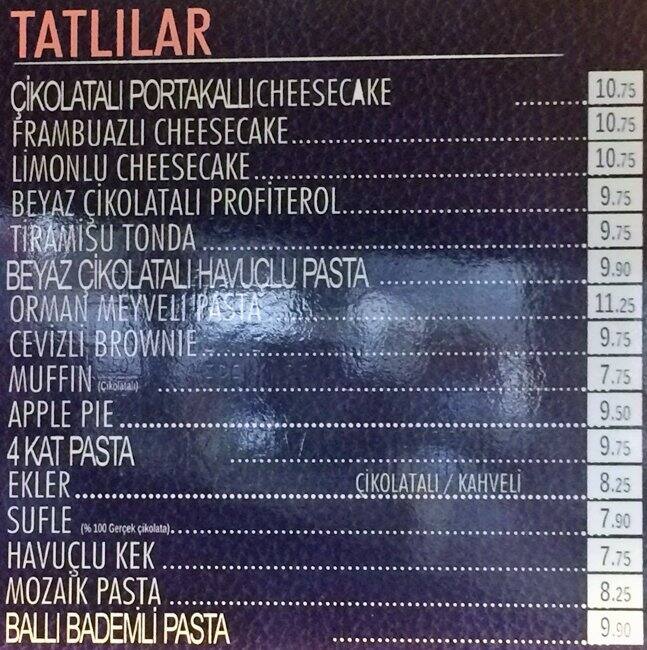 TATLILAR
ÇİKOLATALI PORTAKALLI CHEESECAKE 10.75
FRAMBUAZLI CHEESECAKE 10.75
LİMONLU CHEESECAKE 10.75
BEYAZ ÇİKOLATALI PROFİTEROL 9.75
TIRAMISU TONDA 9.75
BEYAZ ÇİKOLATALI HAVUÇLU PASTA 9.90
ORMAN MEYVELİ PASTA 11.25
CEVİZLİ BROWNIE 9.75
MUFFIN (Çikolatalı) 7.75
APPLE PIE 9.50
4 KAT PASTA 9.75
EKLER ÇİKOLATALI / KAHVELİ 8.25
SUFLE (% 100 Gerçek çikolata) 7.90
HAVUÇLU KEK 7.75
MOZAİK PASTA 8.25
BALLI BADEMLİ PASTA 9.90